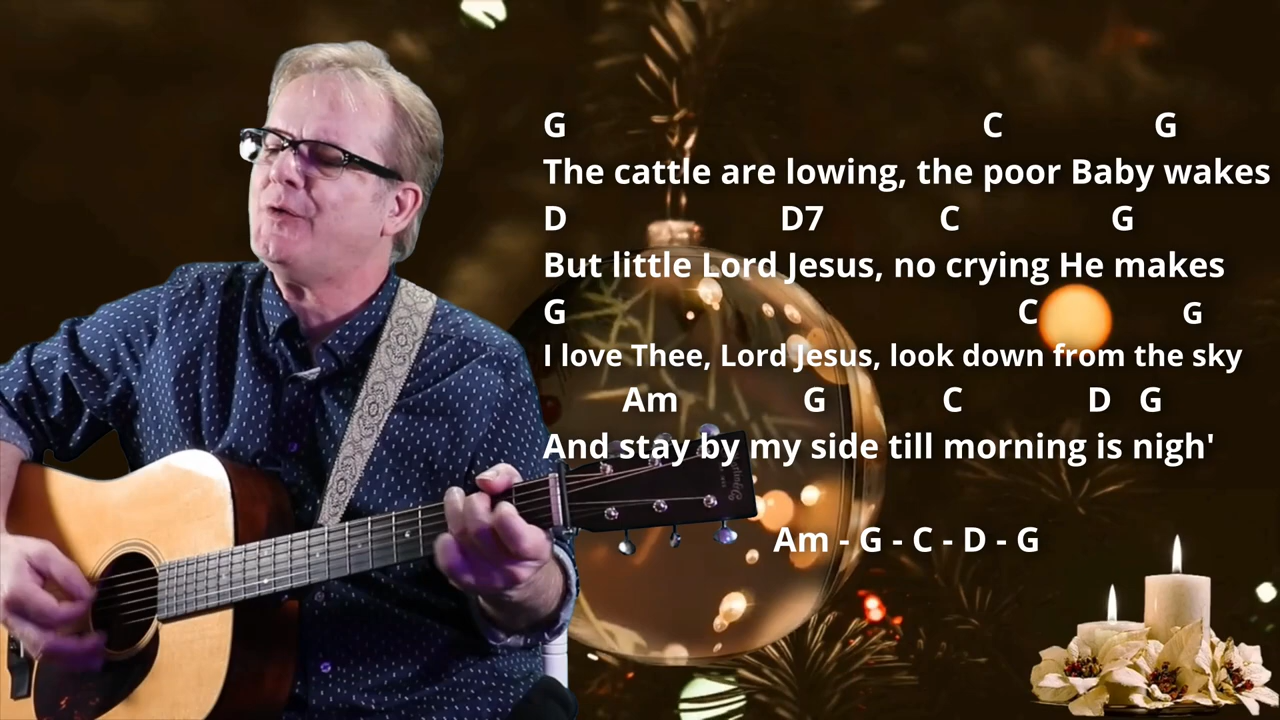 G C G
The cattle are lowing, the poor Baby wakes
D D7 C G
But little Lord Jesus, no crying He makes
G C G
I love Thee, Lord Jesus, look down from the sky
Am G C D G
And stay by my side till morning is nigh'
Am - G - C - D - G